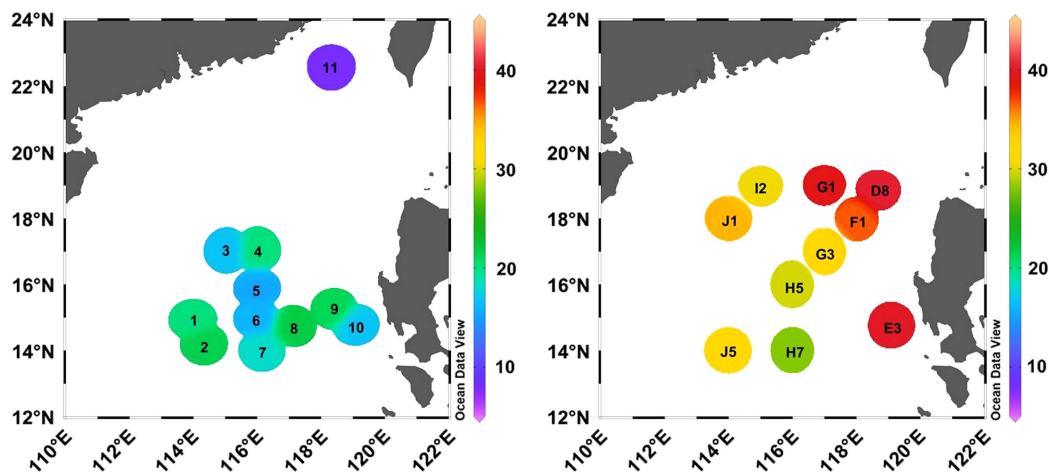 24°N
22°N
20°N
18°N
16°N
14°N
12°N
110°E
112°E
114°E
116°E
118°E
120°E
122°E
11
3
4
5
1
6
9
10
2
8
7
40
30
20
10
Ocean Data View
24°N
22°N
20°N
18°N
16°N
14°N
12°N
110°E
112°E
114°E
116°E
118°E
120°E
122°E
I2
G1
D8
J1
F1
G3
H5
E3
J5
H7
40
30
20
10
Ocean Data View